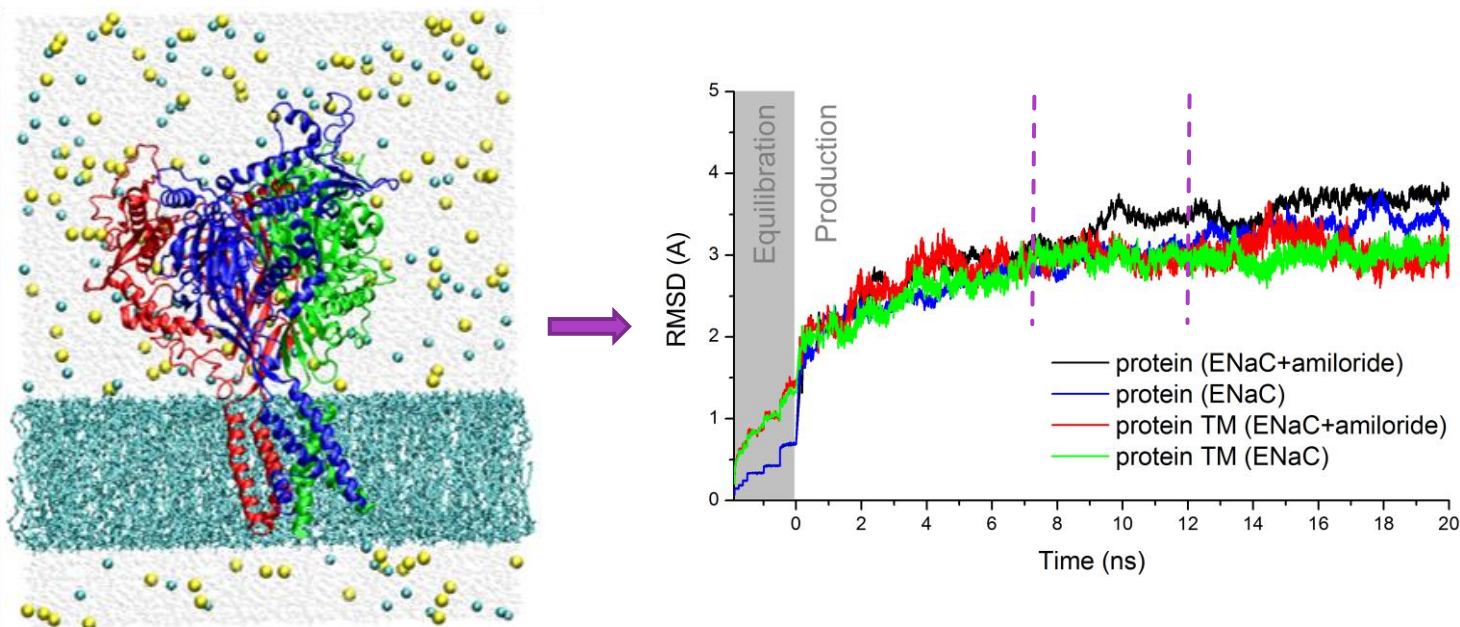 5
4
3
2
1
0
RMSD (A)
Equilibration
Production
protein (ENaC+amiloride)
protein (ENaC)
protein TM (ENaC+amiloride)
protein TM (ENaC)
0 2 4 6 8 10 12 14 16 18 20
Time (ns)